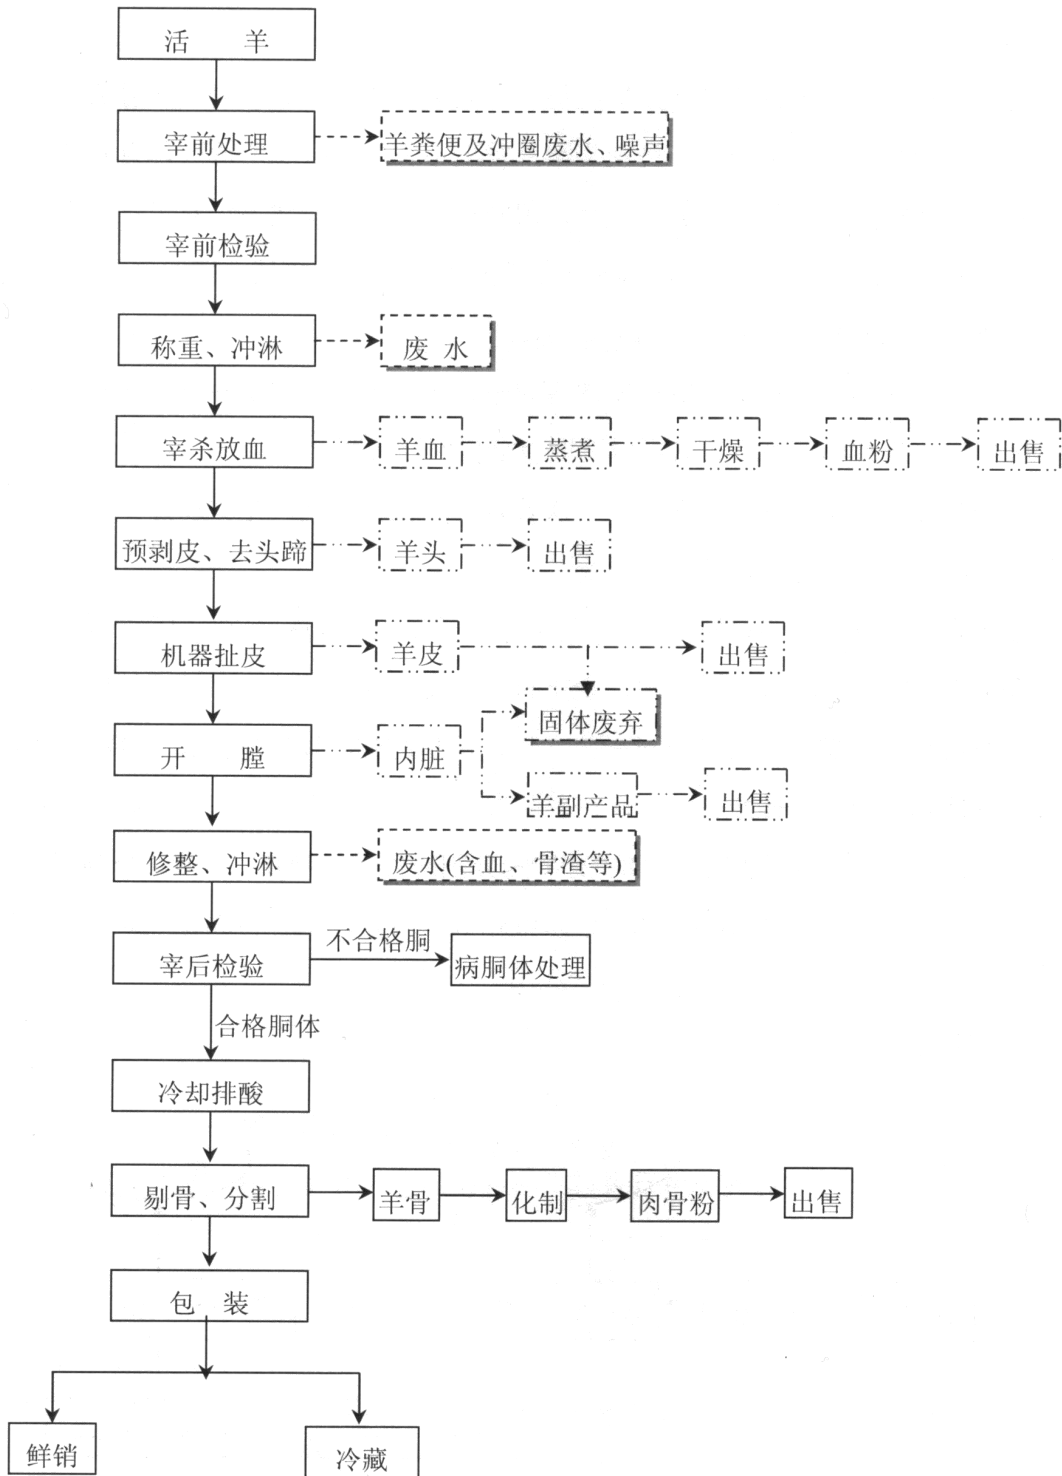 活 羊
宰前处理
羊粪便及冲圈废水、噪声
宰前检验
称重、冲淋
废 水
宰杀放血
羊血
蒸煮
干燥
血粉
出售
预剥皮、去头蹄
羊头
出售
机器扯皮
羊皮
出售
固体废弃
开 膛
内脏
羊副产品
出售
修整、冲淋
废水(含血、骨渣等)
宰后检验
不合格胴
病胴体处理
合格胴体
冷却排酸
剔骨、分割
羊骨
化制
肉骨粉
出售
包 装
鲜销
冷藏